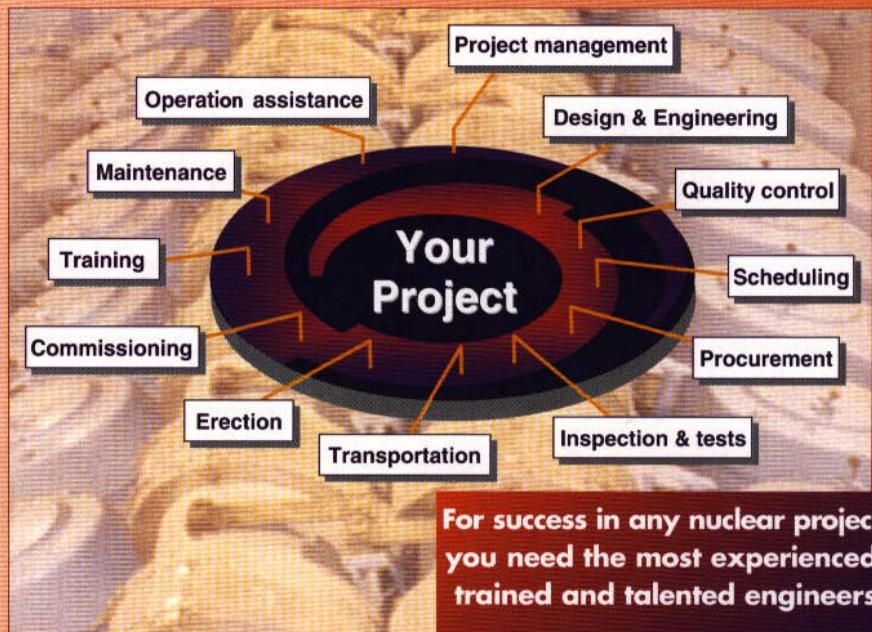 Project management
Operation assistance
Design & Engineering
Maintenance
Quality control
Your
Project
Training
Scheduling
Commissioning
Procurement
Erection
Transportation
Inspection & tests
For success in any nuclear projec
you need the most experienced
trained and talented engineers